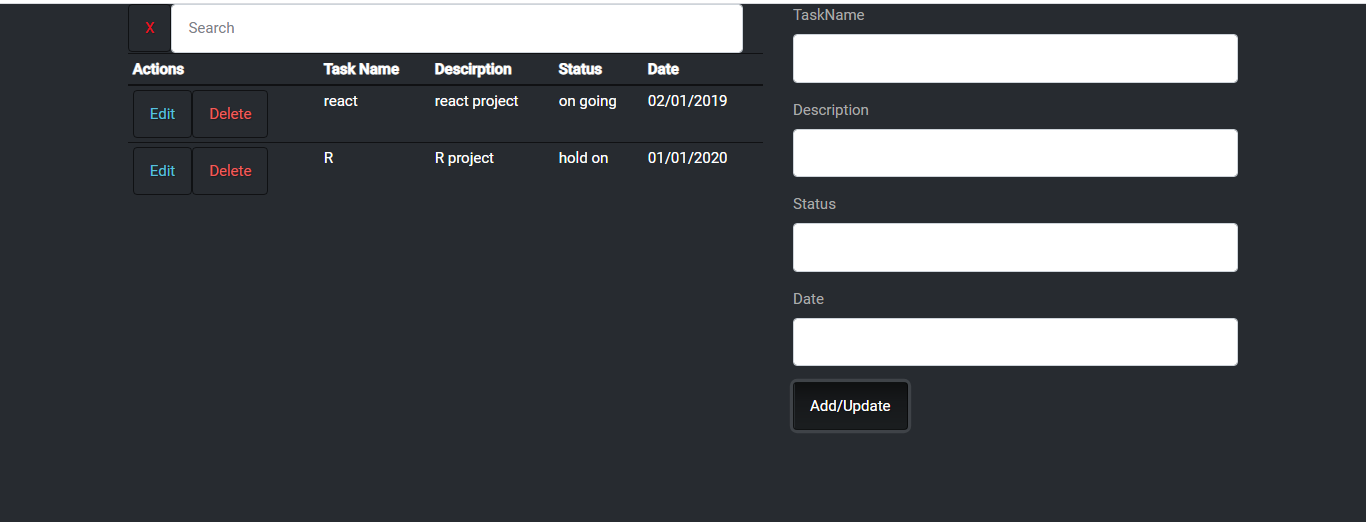 X Search
Actions Task Name Descirption Status Date
Edit Delete react react project on going 02/01/2019
Edit Delete R R project hold on 01/01/2020
TaskName
Description
Status
Date
Add/Update